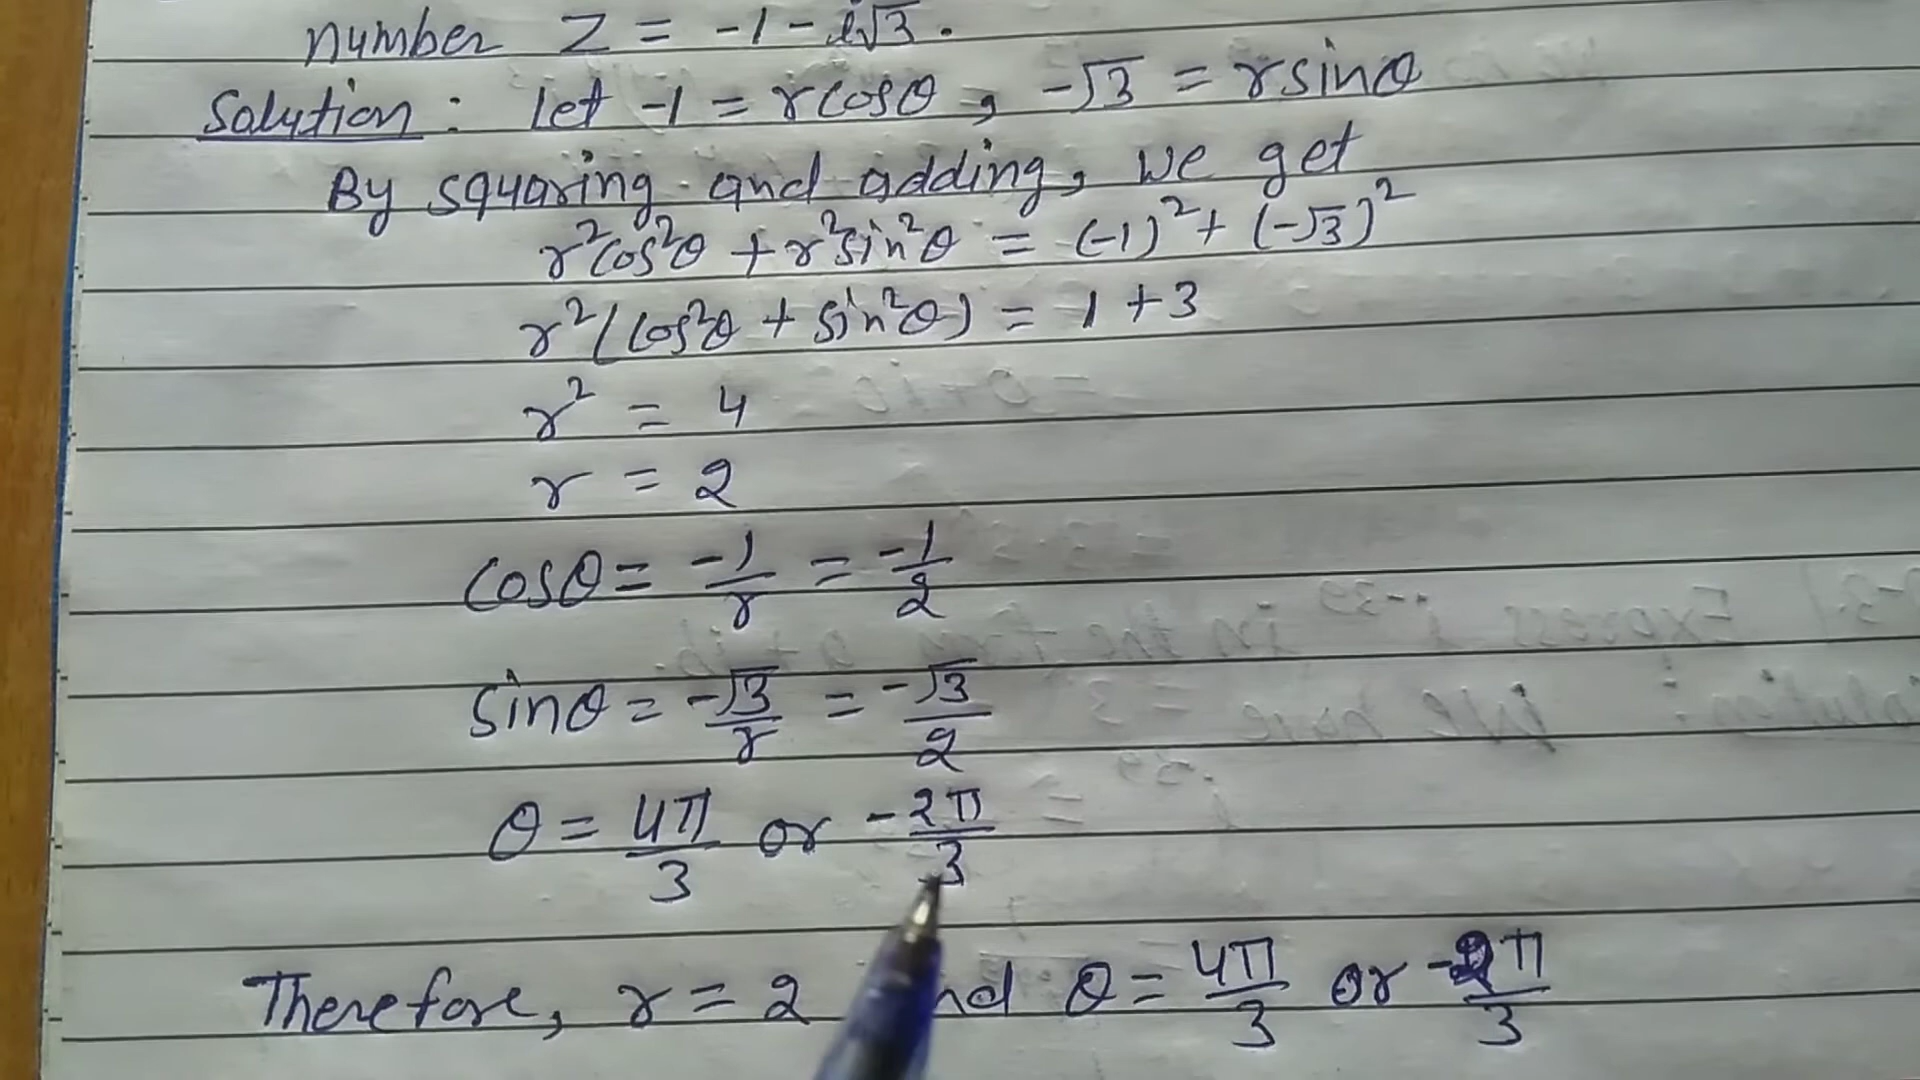 number Z = -1 - i√3.
Solution: Let -1 = rcosθ, -√3 = rsinθ
By squaring and adding, we get
r²cos²θ + r²sin²θ = (-1)² + (-√3)²
r²(cos²θ + sin²θ) = 1 + 3
r² = 4
r = 2
cosθ = -1/r = -1/2
sinθ = -√3/r = -√3/2
θ = 4π/3 or -2π/3
Therefore, r = 2 and θ = 4π/3 or -2π/3